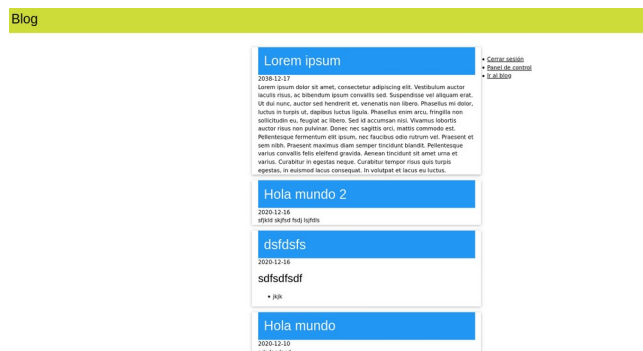 Blog
Lorem ipsum
2038-12-17
Lorem ipsum dolor sit amet, consectetur adipiscing elit. Vestibulum auctor
iaculis risus, ac bibendum ipsum convallis sed. Suspendisse vel aliquam erat.
Ut dui nunc, auctor sed hendrerit et, venenatis non libero. Phasellus mi dolor,
luctus in turpis ut, dapibus luctus ligula. Phasellus enim arcu, fringilla non
sollicitudin eu, feugiat ac libero. Sed id accumsan nisl. Vivamus lobortis
auctor risus non pulvinar. Donec nec sagittis orci, mattis commodo est.
Pellentesque fermentum elit ipsum, nec faucibus odio rutrum vel. Praesent et
sem nibh. Praesent maximus diam semper tincidunt blandit. Pellentesque
varius convallis felis eleifend gravida. Aenean tincidunt sit amet urna et
varius. Curabitur in egestas neque. Curabitur tempor risus quis turpis
egestas, in euismod lacus consequat. In volutpat et lacus eu luctus.
Hola mundo 2
2020-12-16
sfjkld skjfsd fsdj lsjfdls
dsfdsfs
2020-12-16
sdfsdfsdf
jkjk
Hola mundo
2020-12-10
Cerrar sesión
Panel de control
Ir al blog